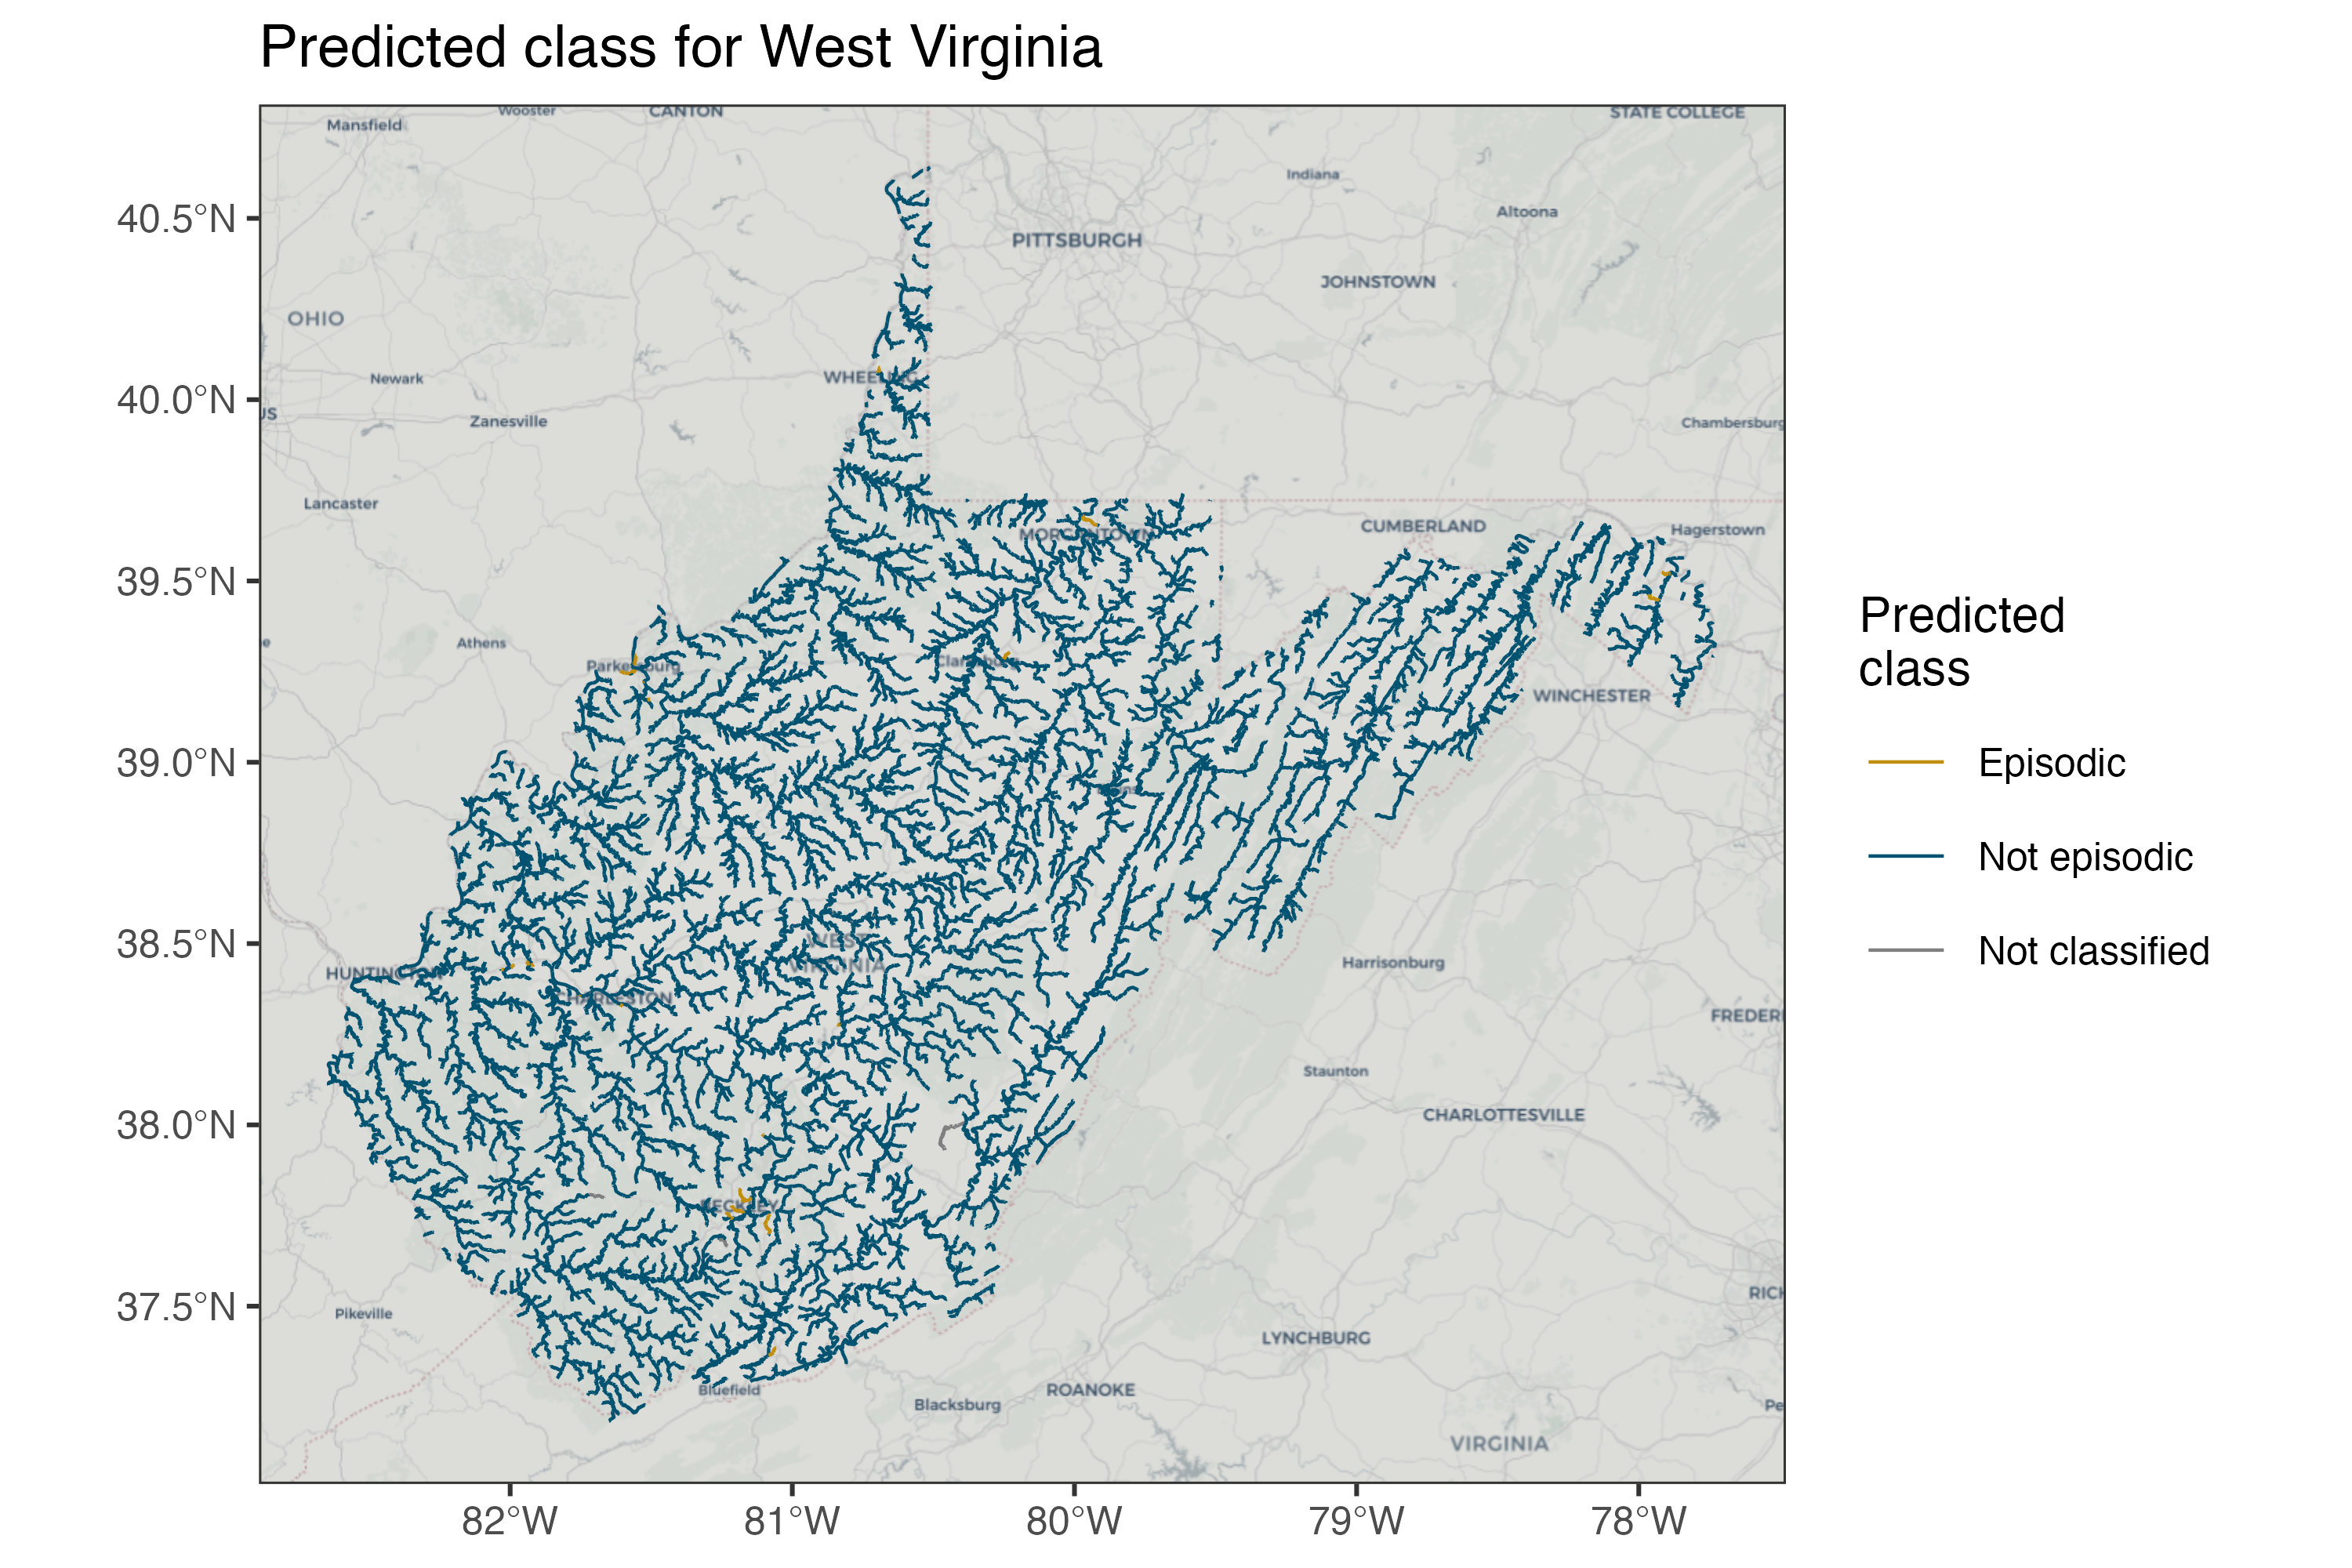 Predicted class for West Virginia
Wooster
CANTON
STATE COLLEGE
Mansfield
Indiana
Altoona
40.5°N
PITTSBURGH
JOHNSTOWN
OHIO
WHEELING
Newark
40.0°N
US
Zanesville
Chambersburg
Lancaster
MORGANTOWN
CUMBERLAND
Hagerstown
39.5°N
Athens
e
Parkersburg
Clarksburg
WINCHESTER
39.0°N
38.5°N
WEST
VIRGINIA
HUNTINGTON
CHARLESTON
Harrisonburg
FREDERI
Staunton
38.0°N
CHARLOTTESVILLE
BECKLEY
37.5°N
Pikeville
RICH
LYNCHBURG
Bluefield
ROANOKE
Blacksburg
Pe
VIRGINIA
82°W
81°W
80°W
79°W
78°W
Predicted
class
Episodic
Not episodic
Not classified